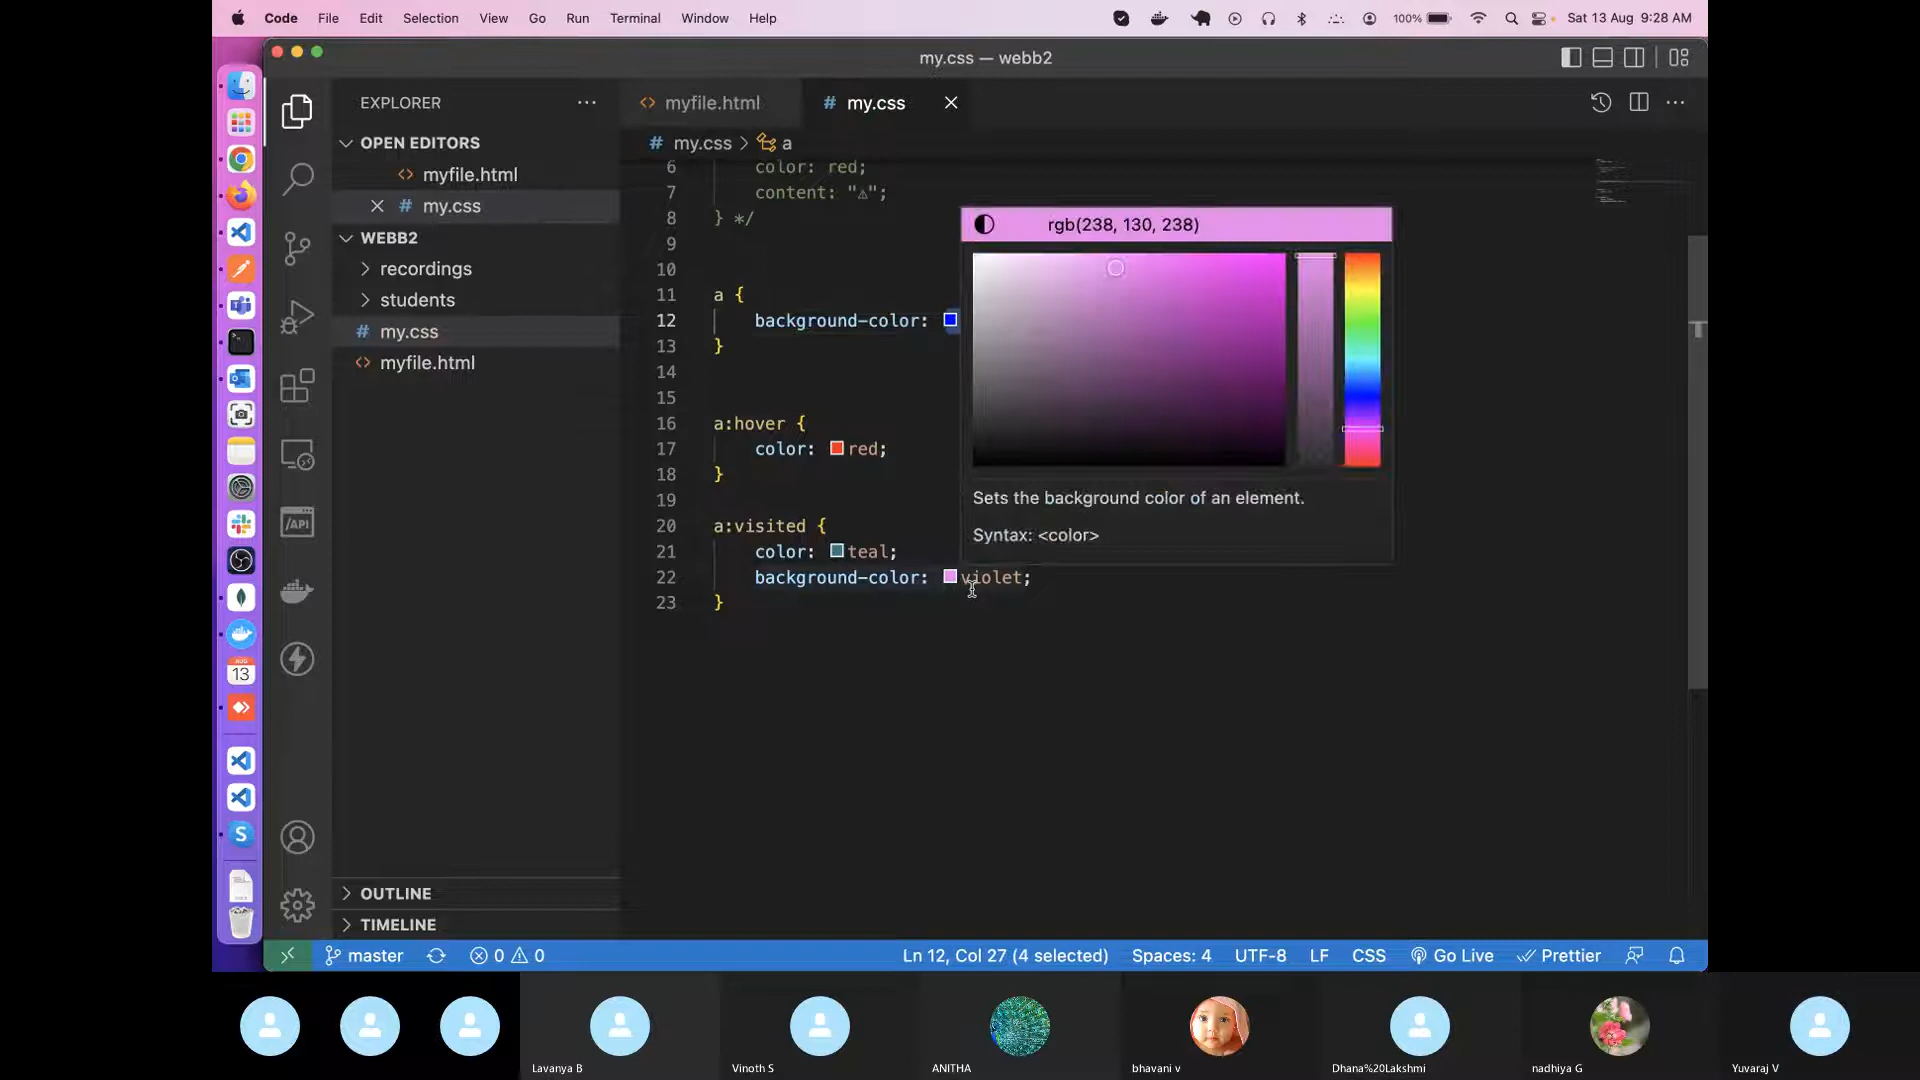 Code File Edit Selection View Go Run Terminal Window Help 100% Sat 13 Aug 9:28 AM
my.css — webb2
EXPLORER
myfile.html
# my.css
OPEN EDITORS
# my.css > a
myfile.html
# my.css
WEBB2
recordings
students
# my.css
myfile.html
6 color: red;
7 content: "⚠";
8 } */
9
10
11 a {
12 background-color:
13 }
14
15
16 a:hover {
17 color: red;
18 }
19
20 a:visited {
21 color: teal;
22 background-color: violet;
23 }
rgb(238, 130, 238)
Sets the background color of an element.
Syntax: <color>
/API
AUG
13
S
OUTLINE
TIMELINE
master 0 0 Ln 12, Col 27 (4 selected) Spaces: 4 UTF-8 LF CSS Go Live Prettier
Lavanya B
Vinoth S
ANITHA
bhavani v
Dhana%20Lakshmi
nadhiya G
Yuvaraj V